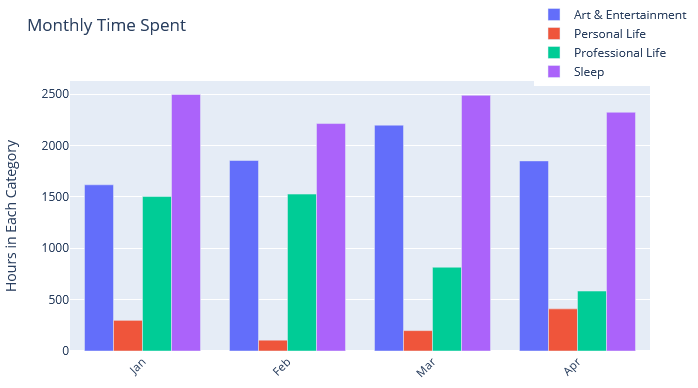 Monthly Time Spent
Art & Entertainment
Personal Life
Professional Life
Sleep
Hours in Each Category
2500
2000
1500
1000
500
0
Jan
Feb
Mar
Apr